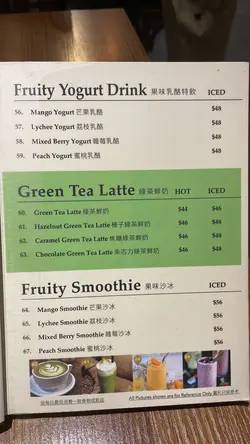 Fruity Yogurt Drink 果味乳酪特飲 ICED
56. Mango Yogurt 芒果乳酪 $48
57. Lychee Yogurt 荔枝乳酪 $48
58. Mixed Berry Yogurt 雜莓乳酪 $48
59. Peach Yogurt 蜜桃乳酪 $48
Green Tea Latte 綠茶鮮奶 HOT ICED
60. Green Tea Latte 綠茶鮮奶 $44 $46
61. Hazelnut Green Tea Latte 榛子綠茶鮮奶 $46 $48
62. Caramel Green Tea Latte 焦糖綠茶鮮奶 $46 $48
63. Chocolate Green Tea Latte 朱古力綠茶鮮奶 $46 $48
Fruity Smoothie 果味沙冰 ICED
64. Mango Smoothie 芒果沙冰 $56
65. Lychee Smoothie 荔枝沙冰 $56
66. Mixed Berry Smoothie 雜莓沙冰 $56
67. Peach Smoothie 蜜桃沙冰 $56
All Pictures shown are for Reference Only